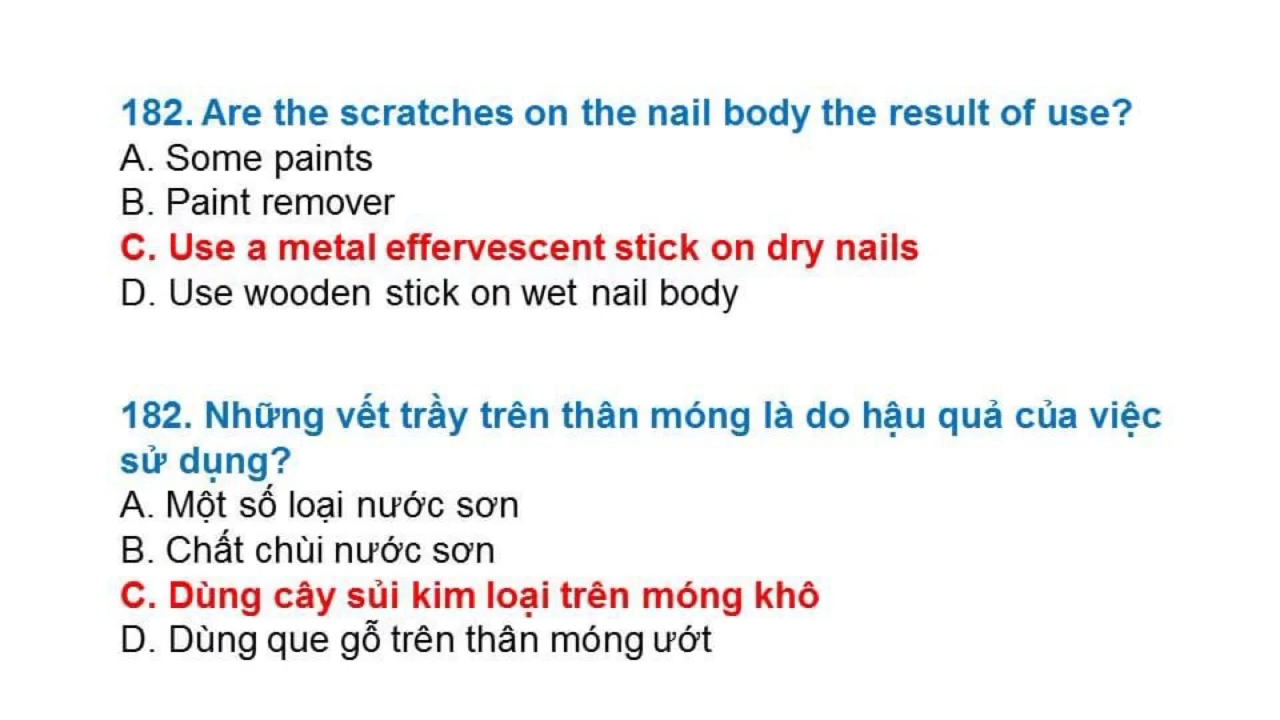 182. Are the scratches on the nail body the result of use?
A. Some paints
B. Paint remover
C. Use a metal effervescent stick on dry nails
D. Use wooden stick on wet nail body
182. Những vết trầy trên thân móng là do hậu quả của việc
sử dụng?
A. Một số loại nước sơn
B. Chất chùi nước sơn
C. Dùng cây sủi kim loại trên móng khô
D. Dùng que gỗ trên thân móng ướt